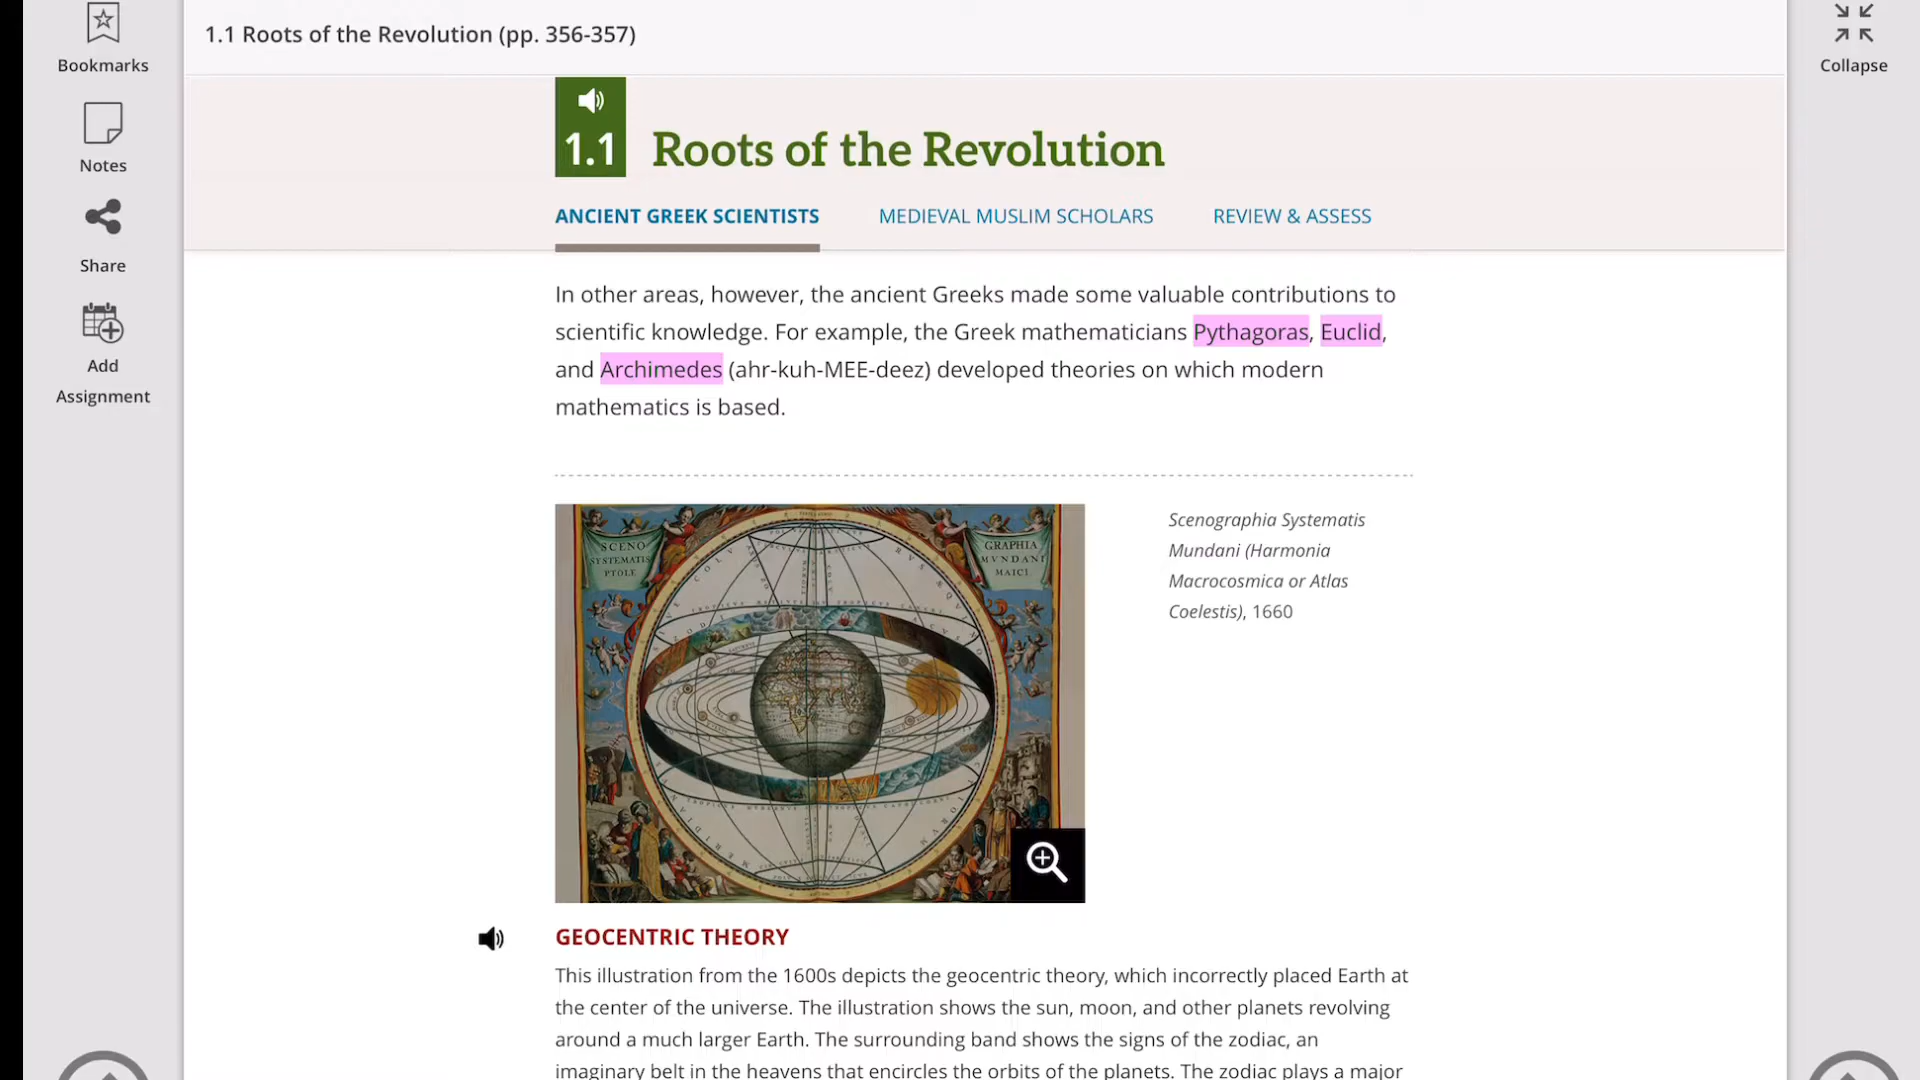 1.1 Roots of the Revolution (pp. 356-357)
Bookmarks
Notes
Share
Add
Assignment
Collapse
1.1 Roots of the Revolution
ANCIENT GREEK SCIENTISTS MEDIEVAL MUSLIM SCHOLARS REVIEW & ASSESS
In other areas, however, the ancient Greeks made some valuable contributions to
scientific knowledge. For example, the Greek mathematicians Pythagoras, Euclid,
and Archimedes (ahr-kuh-MEE-deez) developed theories on which modern
mathematics is based.
SCENO
SYSTEMATIS
PTOLE
GRAPHIA
MVNDANI
MAICI
Scenographia Systematis
Mundani (Harmonia
Macrocosmica or Atlas
Coelestis), 1660
GEOCENTRIC THEORY
This illustration from the 1600s depicts the geocentric theory, which incorrectly placed Earth at
the center of the universe. The illustration shows the sun, moon, and other planets revolving
around a much larger Earth. The surrounding band shows the signs of the zodiac, an
imaginary belt in the heavens that encircles the orbits of the planets. The zodiac plays a major